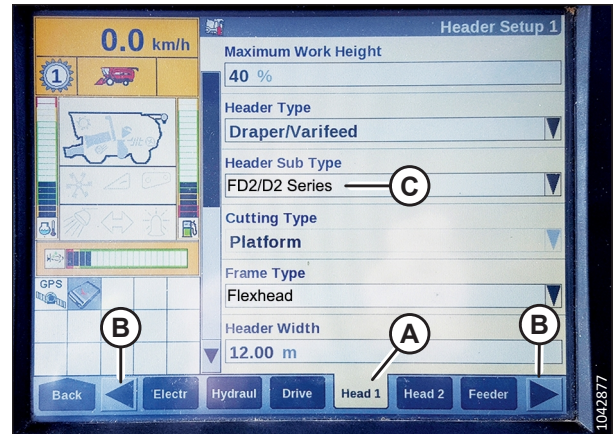 0.0 km/h
Header Setup 1
1
Maximum Work Height
40 %
Header Type
Draper/Varifeed
Header Sub Type
FD2/D2 Series
C
Cutting Type
Platform
Frame Type
GPS
Flexhead
B
A
B
Header Width
12.00 m
Back
Electr
Hydraul
Drive
Head 1
Head 2
Feeder
1042877